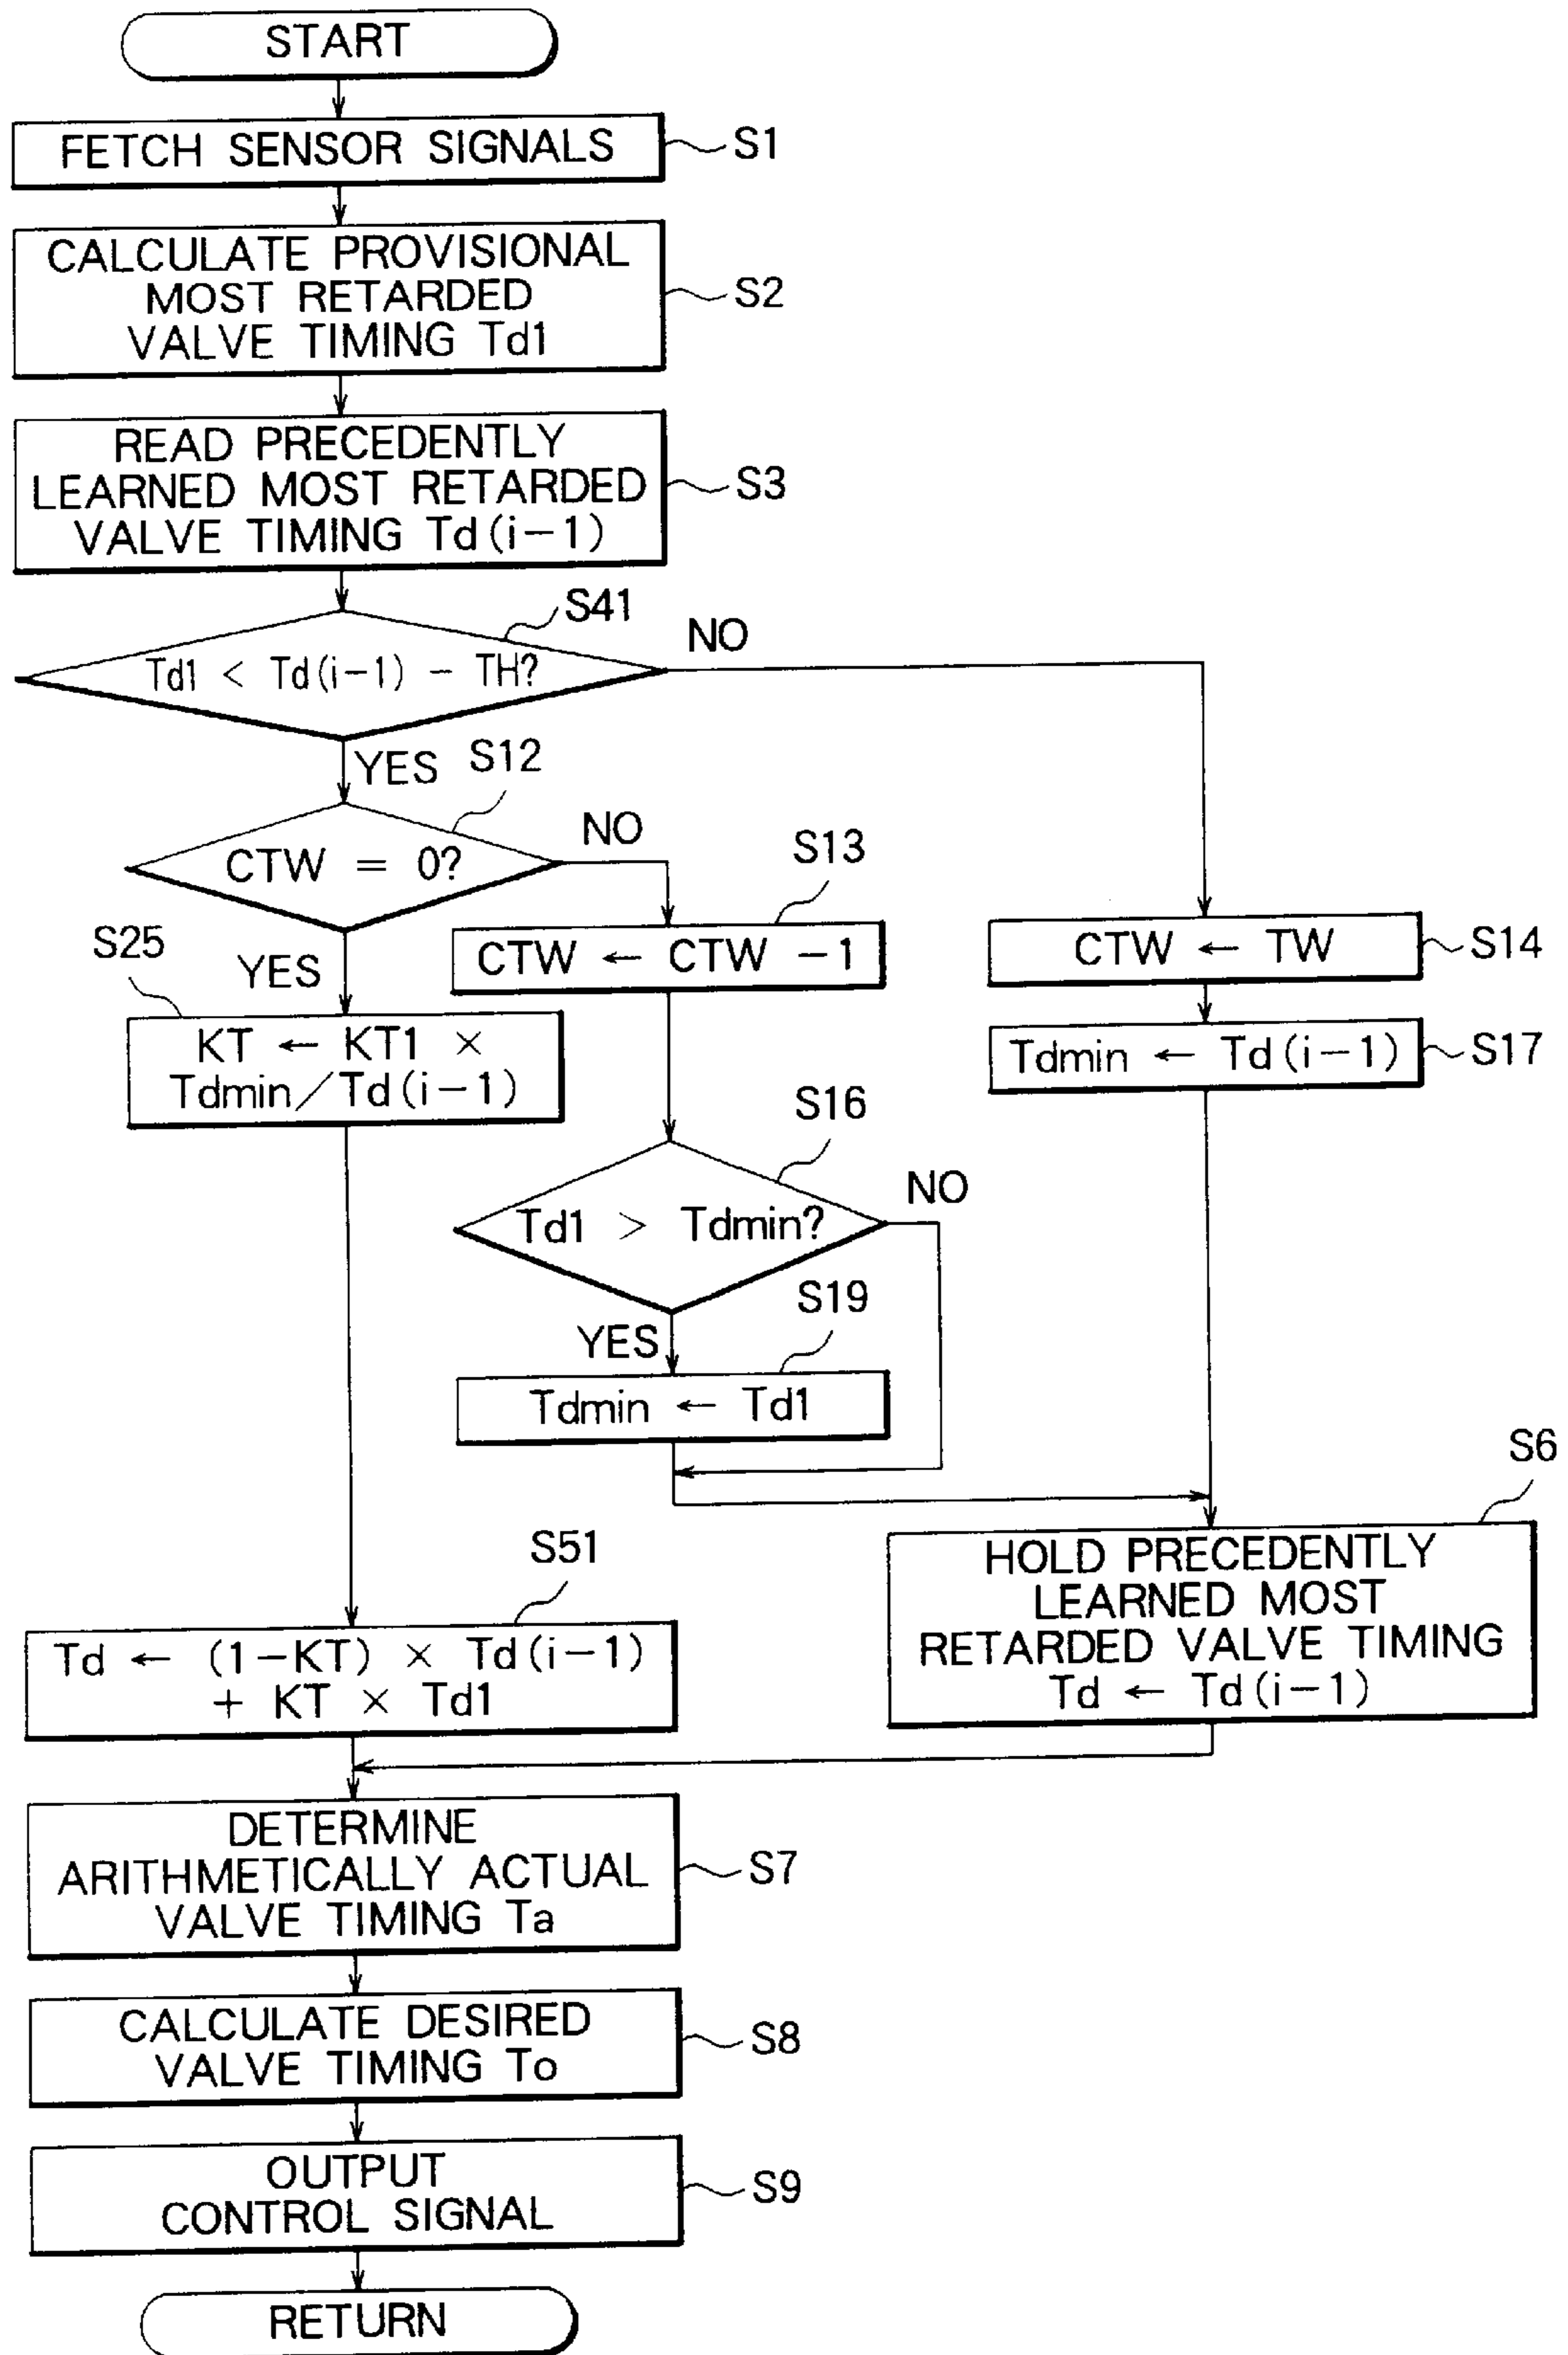 START
FETCH SENSOR SIGNALS
S1
CALCULATE PROVISIONAL
MOST RETARDED
VALVE TIMING Td1
S2
READ PRECEDENTLY
LEARNED MOST RETARDED
VALVE TIMING Td(i-1)
S3
S41
Td1 < Td(i-1) - TH?
NO
YES
S12
CTW = 0?
NO
YES
S13
CTW ← CTW -1
CTW ← TW
S14
S25
KT ← KT1 ×
Tdmin/Td(i-1)
Tdmin ← Td(i-1)
S17
S16
Td1 > Tdmin?
NO
YES
S19
Tdmin ← Td1
S6
HOLD PRECEDENTLY
LEARNED MOST
RETARDED VALVE TIMING
Td ← Td(i-1)
S51
Td ← (1-KT) × Td(i-1)
+ KT × Td1
DETERMINE
ARITHMETICALLY ACTUAL
VALVE TIMING Ta
S7
CALCULATE DESIRED
VALVE TIMING To
S8
OUTPUT
CONTROL SIGNAL
S9
RETURN